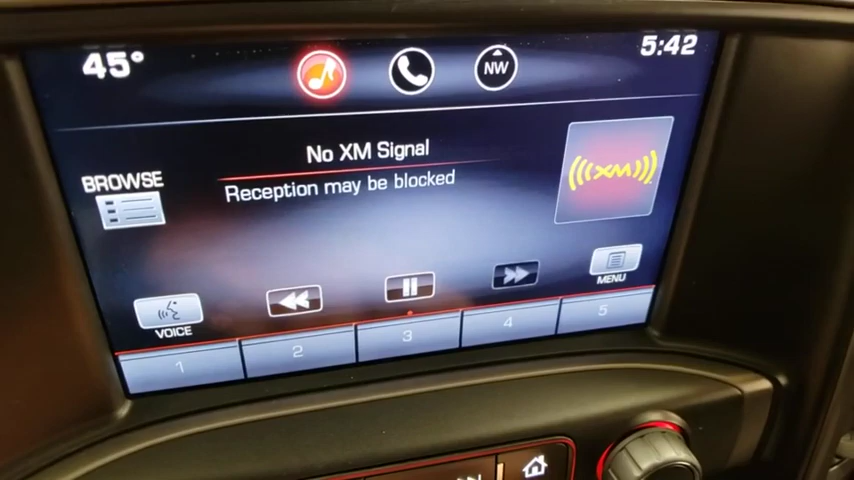 45°
NW
5:42
No XM Signal
Reception may be blocked
BROWSE
((((XM))))
VOICE
MENU
1
2
3
4
5